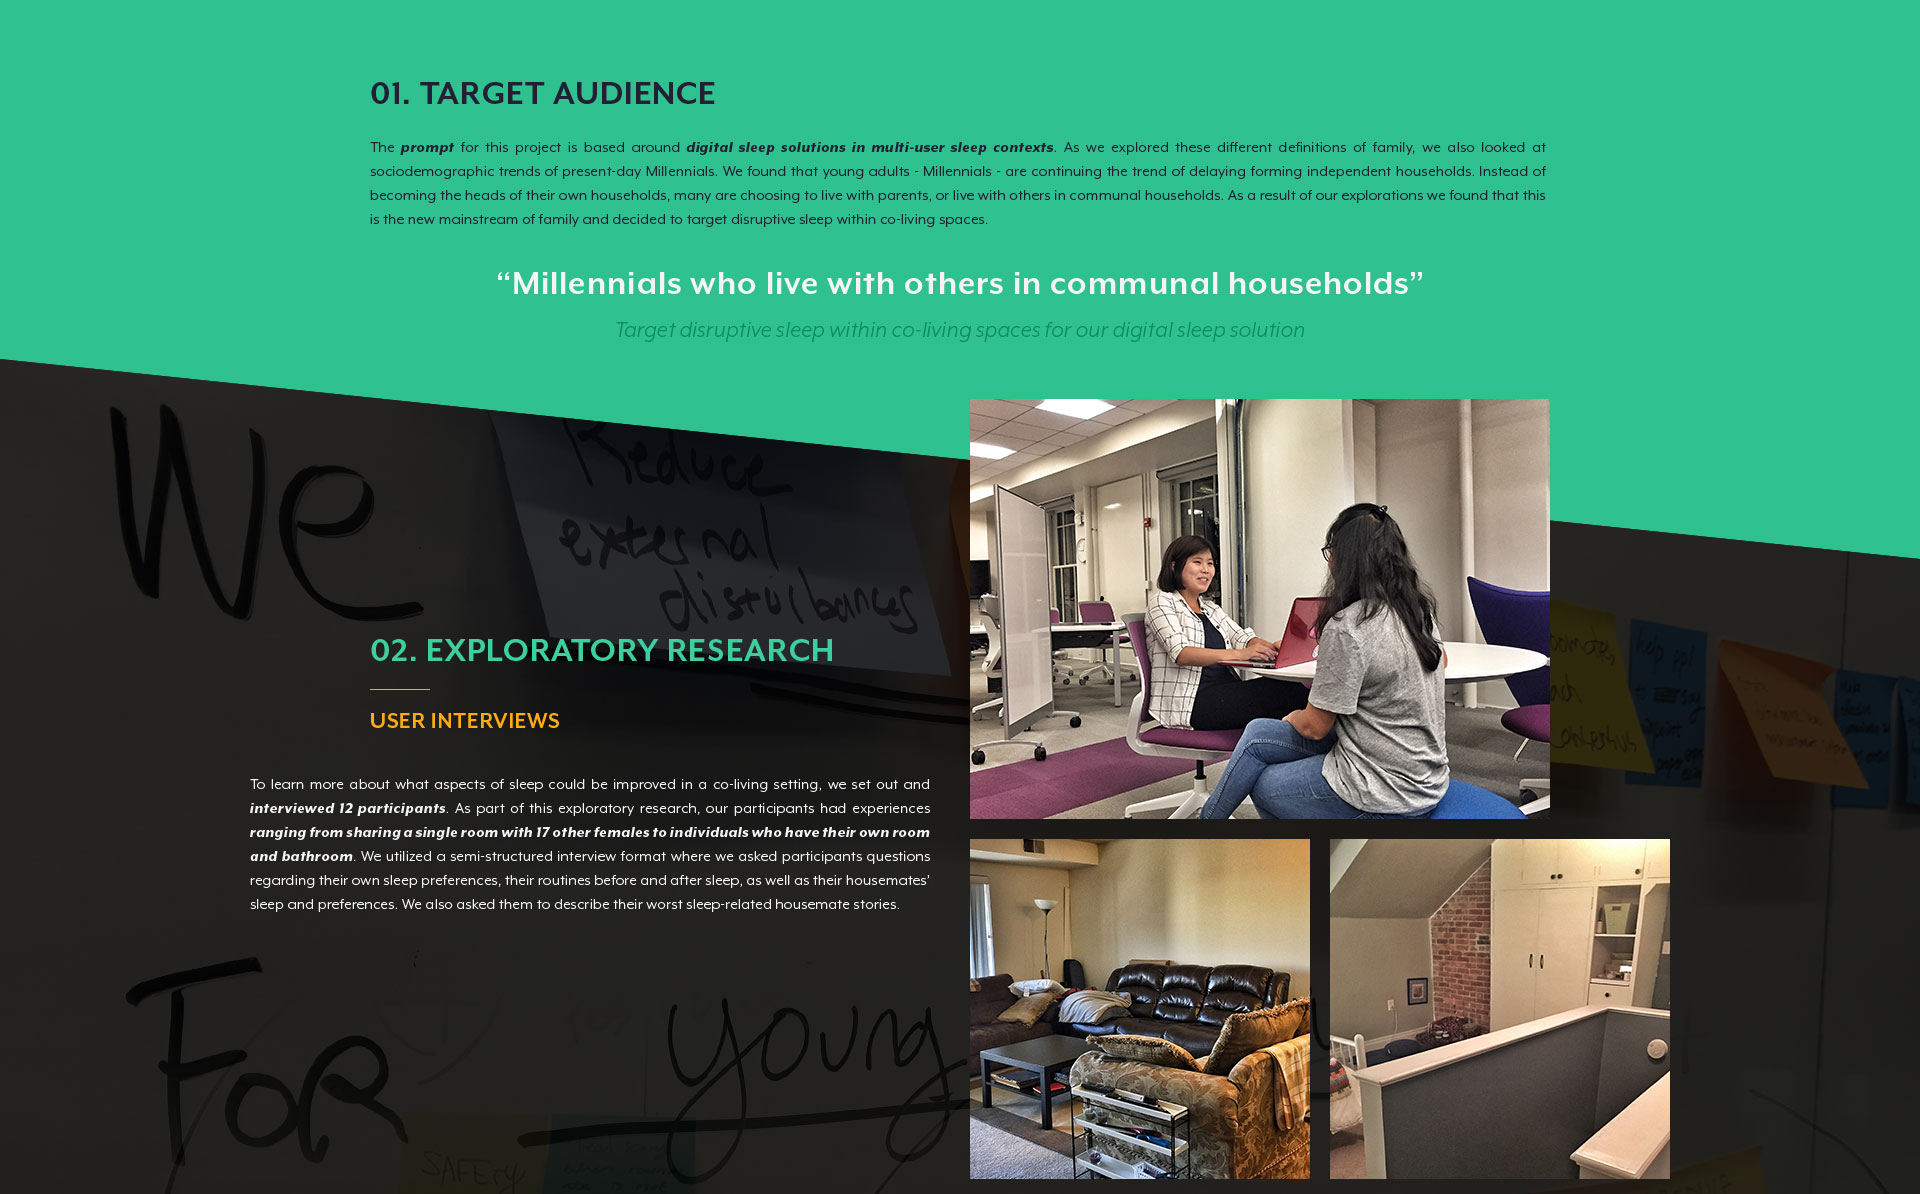 01. TARGET AUDIENCE
The prompt for this project is based around digital sleep solutions in multi-user sleep contexts. As we explored these different definitions of family, we also looked at
sociodemographic trends of present-day Millennials. We found that young adults - Millennials - are continuing the trend of delaying forming independent households. Instead of
becoming the heads of their own households, many are choosing to live with parents, or live with others in communal households. As a result of our explorations we found that this
is the new mainstream of family and decided to target disruptive sleep within co-living spaces.
“Millennials who live with others in communal households”
Target disruptive sleep within co-living spaces for our digital sleep solution
We
Reduce
external
disturbances
02. EXPLORATORY RESEARCH
USER INTERVIEWS
To learn more about what aspects of sleep could be improved in a co-living setting, we set out and
interviewed 12 participants. As part of this exploratory research, our participants had experiences
ranging from sharing a single room with 17 other females to individuals who have their own room
and bathroom. We utilized a semi-structured interview format where we asked participants questions
regarding their own sleep preferences, their routines before and after sleep, as well as their housemates’
sleep and preferences. We also asked them to describe their worst sleep-related housemate stories.
help ppl
to say
FOR young
SAFETY